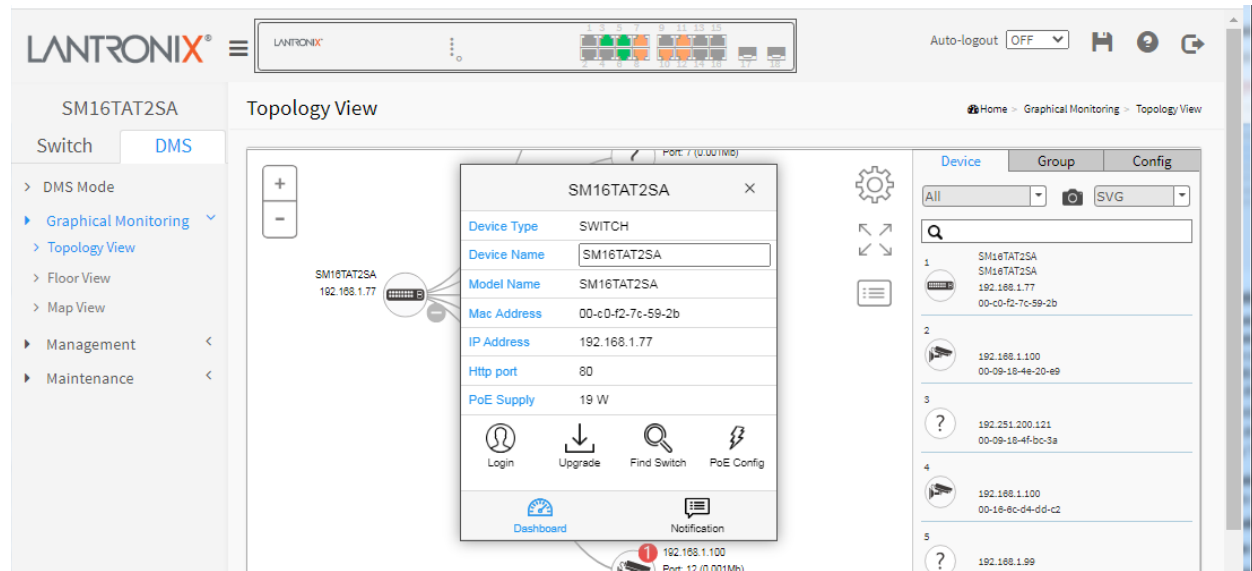 LANTRONIX®
LANTRONIX
1 3 5 7 9 11 13 15
2 4 6 8 10 12 14 16 17 18
Auto-logout OFF
SM16TAT2SA
Topology View
Home > Graphical Monitoring > Topology View
Switch
DMS
> DMS Mode
Graphical Monitoring
> Topology View
> Floor View
> Map View
Management
Maintenance
+
−
SM16TAT2SA
192.168.1.77
Port: 7 (0.001Mb)
SM16TAT2SA ×
Device Type SWITCH
Device Name SM16TAT2SA
Model Name SM16TAT2SA
Mac Address 00-c0-f2-7c-59-2b
IP Address 192.168.1.77
Http port 80
PoE Supply 19 W
Login
Upgrade
Find Switch
PoE Config
Dashboard
Notification
1
192.168.1.100
Port: 12 (0.001Mb)
Device
Group
Config
All
SVG
1
SM16TAT2SA
SM16TAT2SA
192.168.1.77
00-c0-f2-7c-59-2b
2
192.168.1.100
00-09-18-4e-20-e9
3
?
192.251.200.121
00-09-18-4f-bc-3a
4
192.168.1.100
00-16-6c-d4-dd-c2
5
?
192.168.1.99